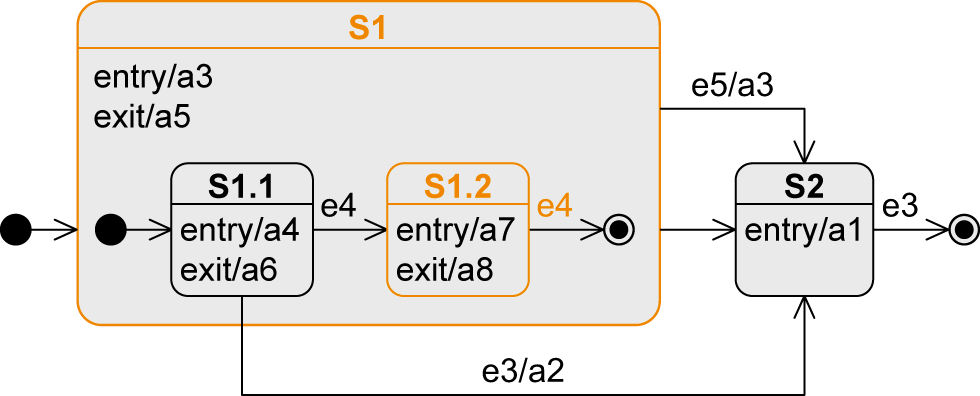 S1
entry/a3
exit/a5
e5/a3
S1.1
entry/a4
exit/a6
e4
S1.2
entry/a7
exit/a8
e4
S2
entry/a1
e3
e3/a2